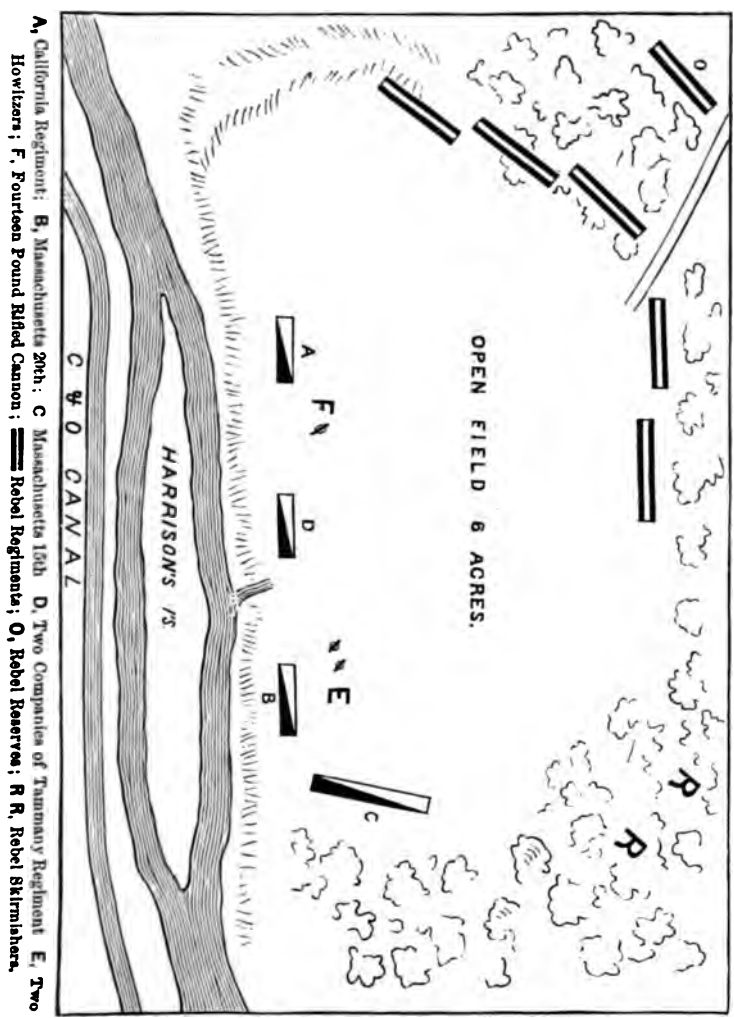 O
OPEN FIELD 6 ACRES.
A
F
D
E
B
C
R
R
HARRISON'S IS.
C & O CANAL
A, California Regiment; B, Massachusetts 20th; C Massachusetts 15th D, Two Companies of Tammany Regiment E, Two
Howitzers; F, Fourteen Pound Rifled Cannon; Rebel Regiments; O, Rebel Reserves; R R, Rebel Skirmishers.